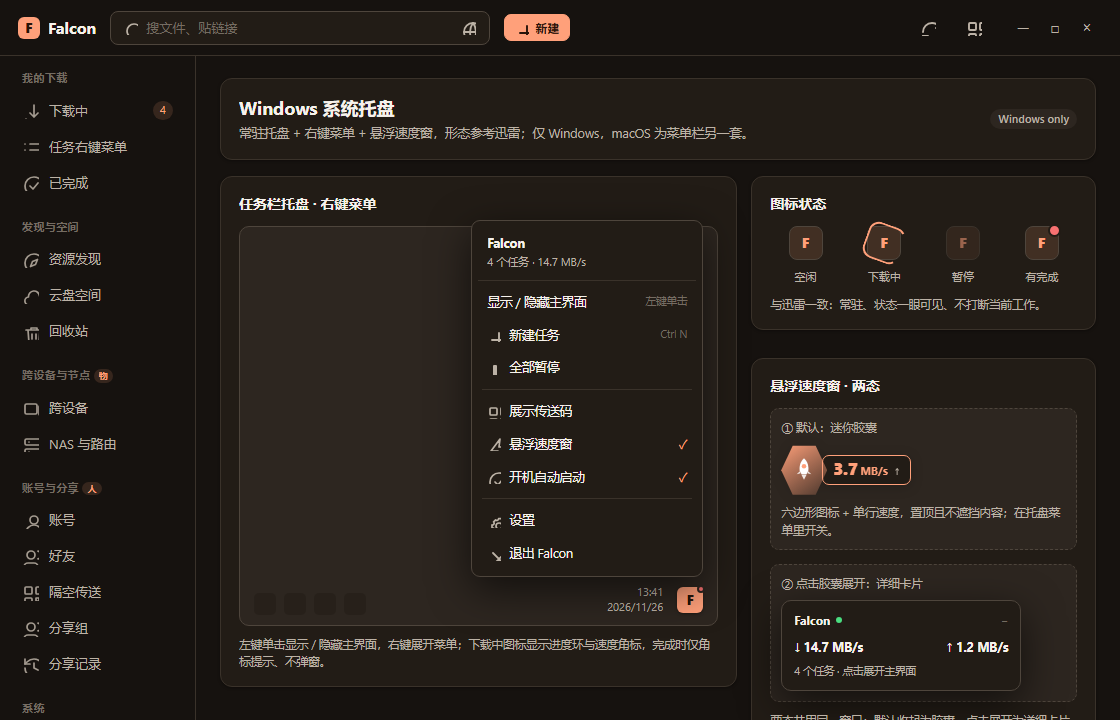 F Falcon
搜文件、贴链接
新建
我的下载
下载中 4
任务右键菜单
已完成
发现与空间
资源发现
云盘空间
回收站
跨设备与节点 物
跨设备
NAS 与路由
账号与分享 人
账号
好友
隔空传送
分享组
分享记录
系统
Windows 系统托盘
常驻托盘 + 右键菜单 + 悬浮速度窗，形态参考迅雷；仅 Windows，macOS 为菜单栏另一套。
Windows only
任务栏托盘 · 右键菜单
Falcon
4 个任务 · 14.7 MB/s
显示 / 隐藏主界面 左键单击
新建任务 Ctrl N
全部暂停
展示传送码
悬浮速度窗 ✓
开机自动启动 ✓
设置
退出 Falcon
13:41
2026/11/26
F
左键单击显示 / 隐藏主界面，右键展开菜单；下载中图标显示进度环与速度角标，完成时仅角
标提示、不弹窗。
图标状态
F F F F
空闲 下载中 暂停 有完成
与迅雷一致：常驻、状态一眼可见、不打断当前工作。
悬浮速度窗 · 两态
① 默认：迷你胶囊
3.7 MB/s ↑
六边形图标 + 单行速度，置顶且不遮挡内容；在托盘菜
单里开关。
② 点击胶囊展开：详细卡片
Falcon
↓ 14.7 MB/s ↑ 1.2 MB/s
4 个任务 · 点击展开主界面